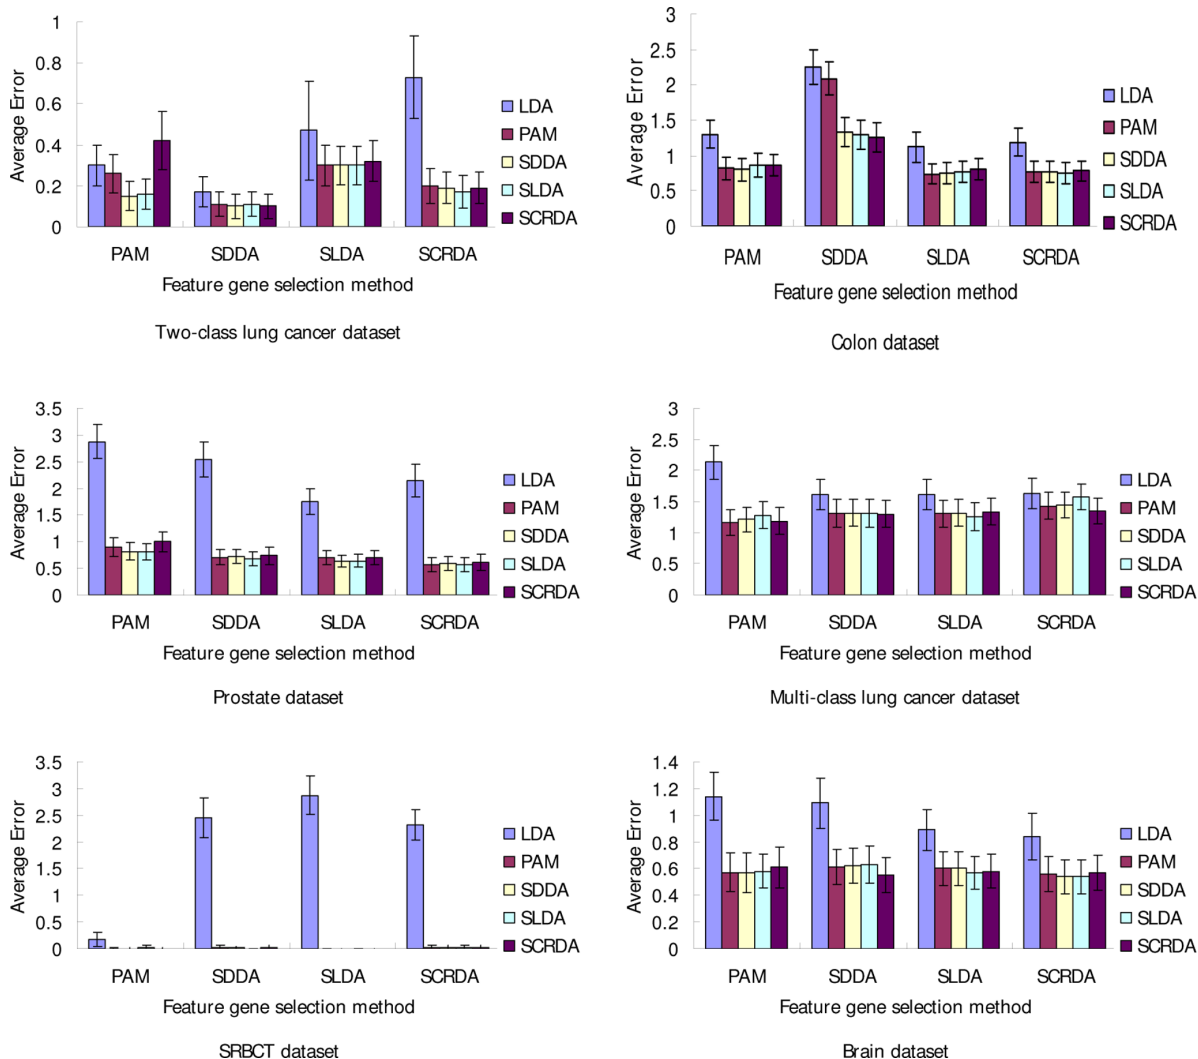 Average Error
1
0.8
0.6
0.4
0.2
0
PAM
SDDA
SLDA
SCRDA
Feature gene selection method
LDA
PAM
SDDA
SLDA
SCRDA
Two-class lung cancer dataset
Average Error
3
2.5
2
1.5
1
0.5
0
PAM
SDDA
SLDA
SCRDA
Feature gene selection method
LDA
PAM
SDDA
SLDA
SCRDA
Colon dataset
Average Error
3.5
3
2.5
2
1.5
1
0.5
0
PAM
SDDA
SLDA
SCRDA
Feature gene selection method
LDA
PAM
SDDA
SLDA
SCRDA
Prostate dataset
Average Error
3
2.5
2
1.5
1
0.5
0
PAM
SDDA
SLDA
SCRDA
Feature gene selection method
LDA
PAM
SDDA
SLDA
SCRDA
Multi-class lung cancer dataset
Average Error
3.5
3
2.5
2
1.5
1
0.5
0
PAM
SDDA
SLDA
SCRDA
Feature gene selection method
LDA
PAM
SDDA
SLDA
SCRDA
SRBCT dataset
Average Error
1.4
1.2
1
0.8
0.6
0.4
0.2
0
PAM
SDDA
SLDA
SCRDA
Feature gene selection method
LDA
PAM
SDDA
SLDA
SCRDA
Brain dataset